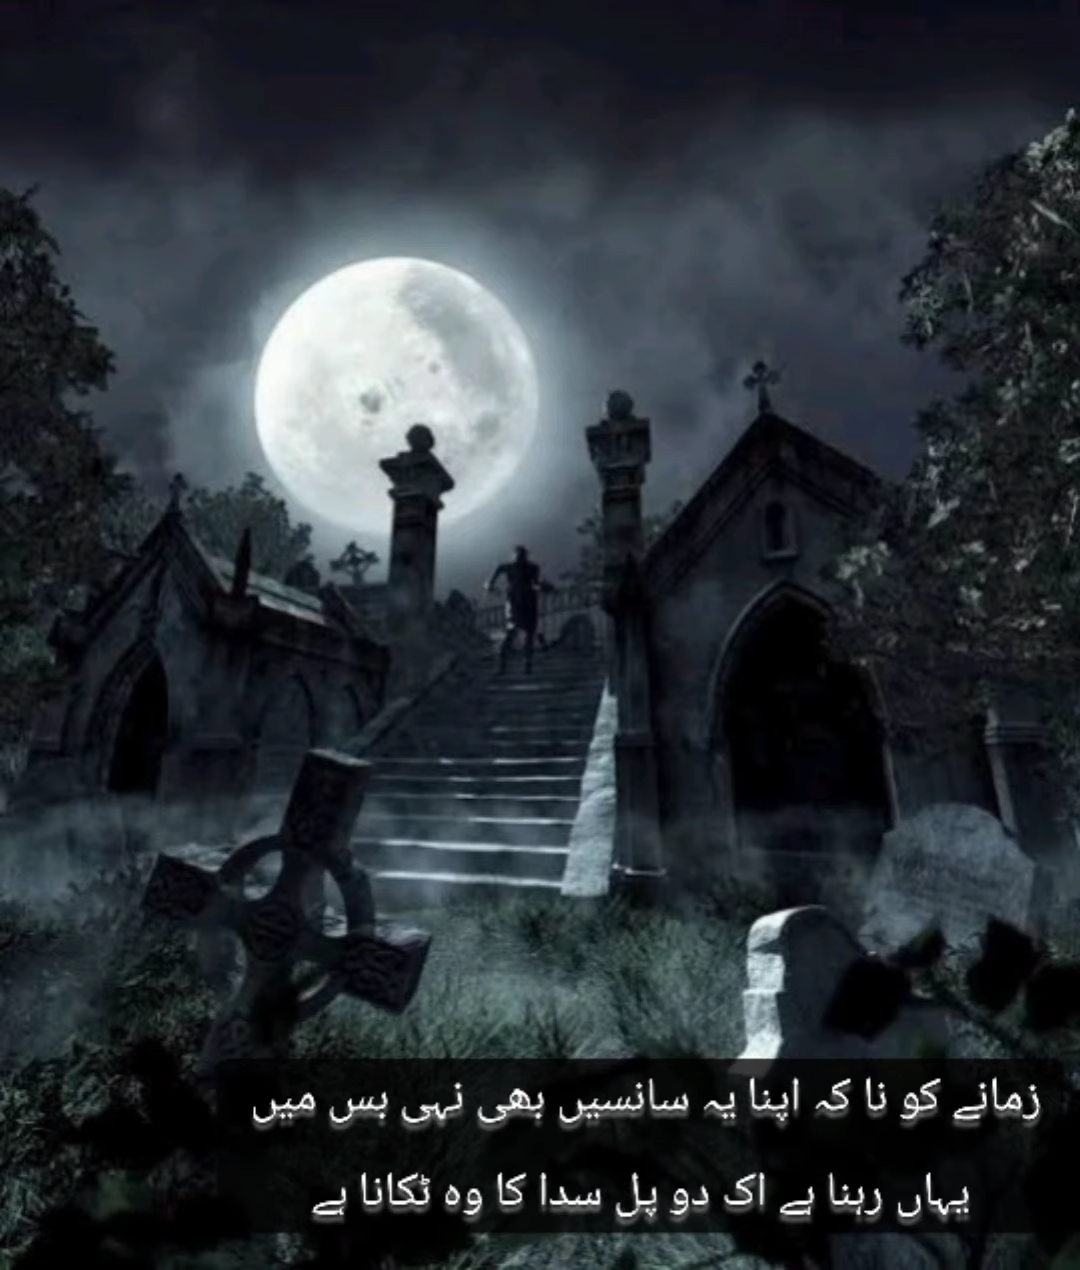 زمانے کو نا کہ اپنا یہ سانسیں بھی نہی بس میں
یہاں رہنا ہے اک دو پل سدا کا وہ ٹکانا ہے